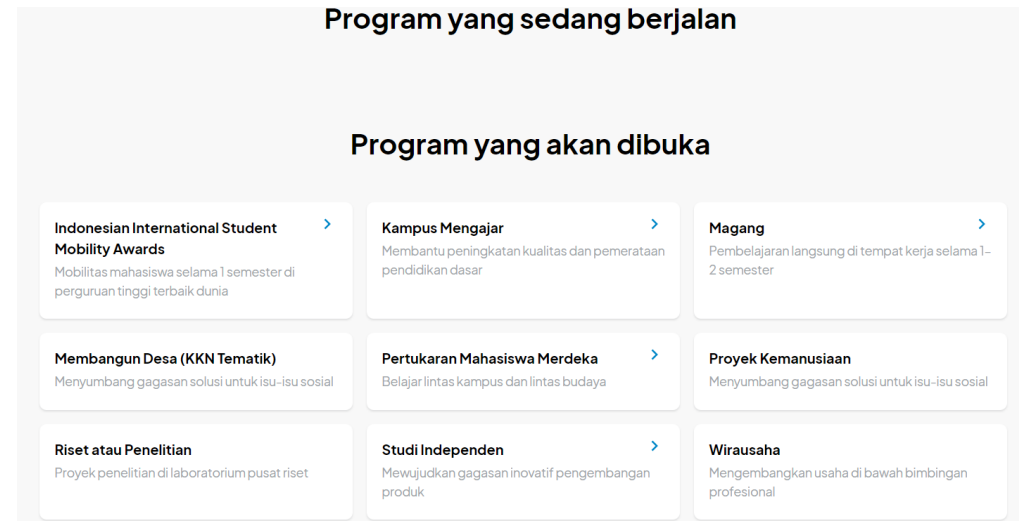 Program yang sedang berjalan
Program yang akan dibuka
Indonesian International Student
Mobility Awards
Mobilitas mahasiswa selama 1 semester di
perguruan tinggi terbaik dunia
Kampus Mengajar
Membantu peningkatan kualitas dan pemerataan
pendidikan dasar
Magang
Pembelajaran langsung di tempat kerja selama 1-
2 semester
Membangun Desa (KKN Tematik)
Menyumbang gagasan solusi untuk isu-isu sosial
Pertukaran Mahasiswa Merdeka
Belajar lintas kampus dan lintas budaya
Proyek Kemanusiaan
Menyumbang gagasan solusi untuk isu-isu sosial
Riset atau Penelitian
Proyek penelitian di laboratorium pusat riset
Studi Independen
Mewujudkan gagasan inovatif pengembangan
produk
Wirausaha
Mengembangkan usaha di bawah bimbingan
profesional